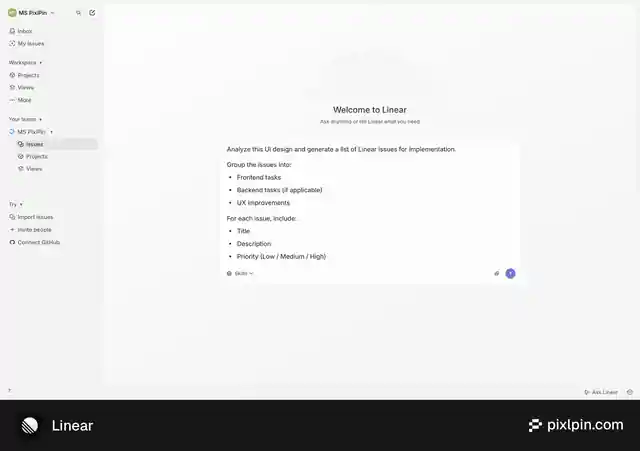 MS PixlPin
Inbox
My Issues
Workspace
Projects
Views
More
Your teams
MS PixlPin
Issues
Projects
Views
Try
Import issues
Invite people
Connect GitHub
Welcome to Linear
Ask anything or tell Linear what you need
Analyze this UI design and generate a list of Linear issues for implementation.
Group the issues into:
• Frontend tasks
• Backend tasks (if applicable)
• UX improvements
For each issue, include:
• Title
• Description
• Priority (Low / Medium / High)
Skills
?
Ask Linear
Linear
pixlpin.com